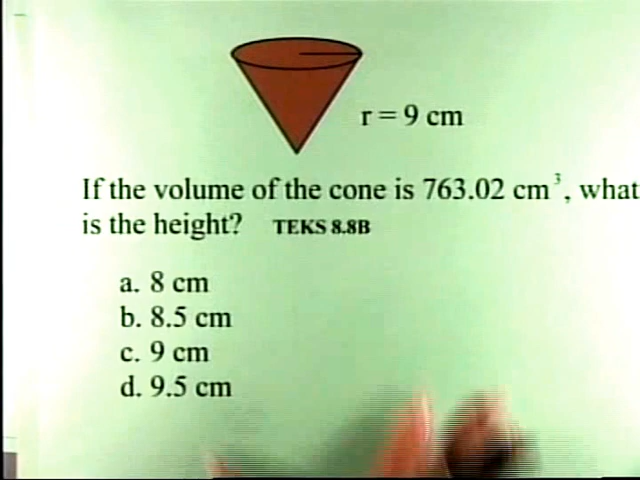 r = 9 cm
If the volume of the cone is 763.02 cm³, what
is the height? TEKS 8.8B
a. 8 cm
b. 8.5 cm
c. 9 cm
d. 9.5 cm